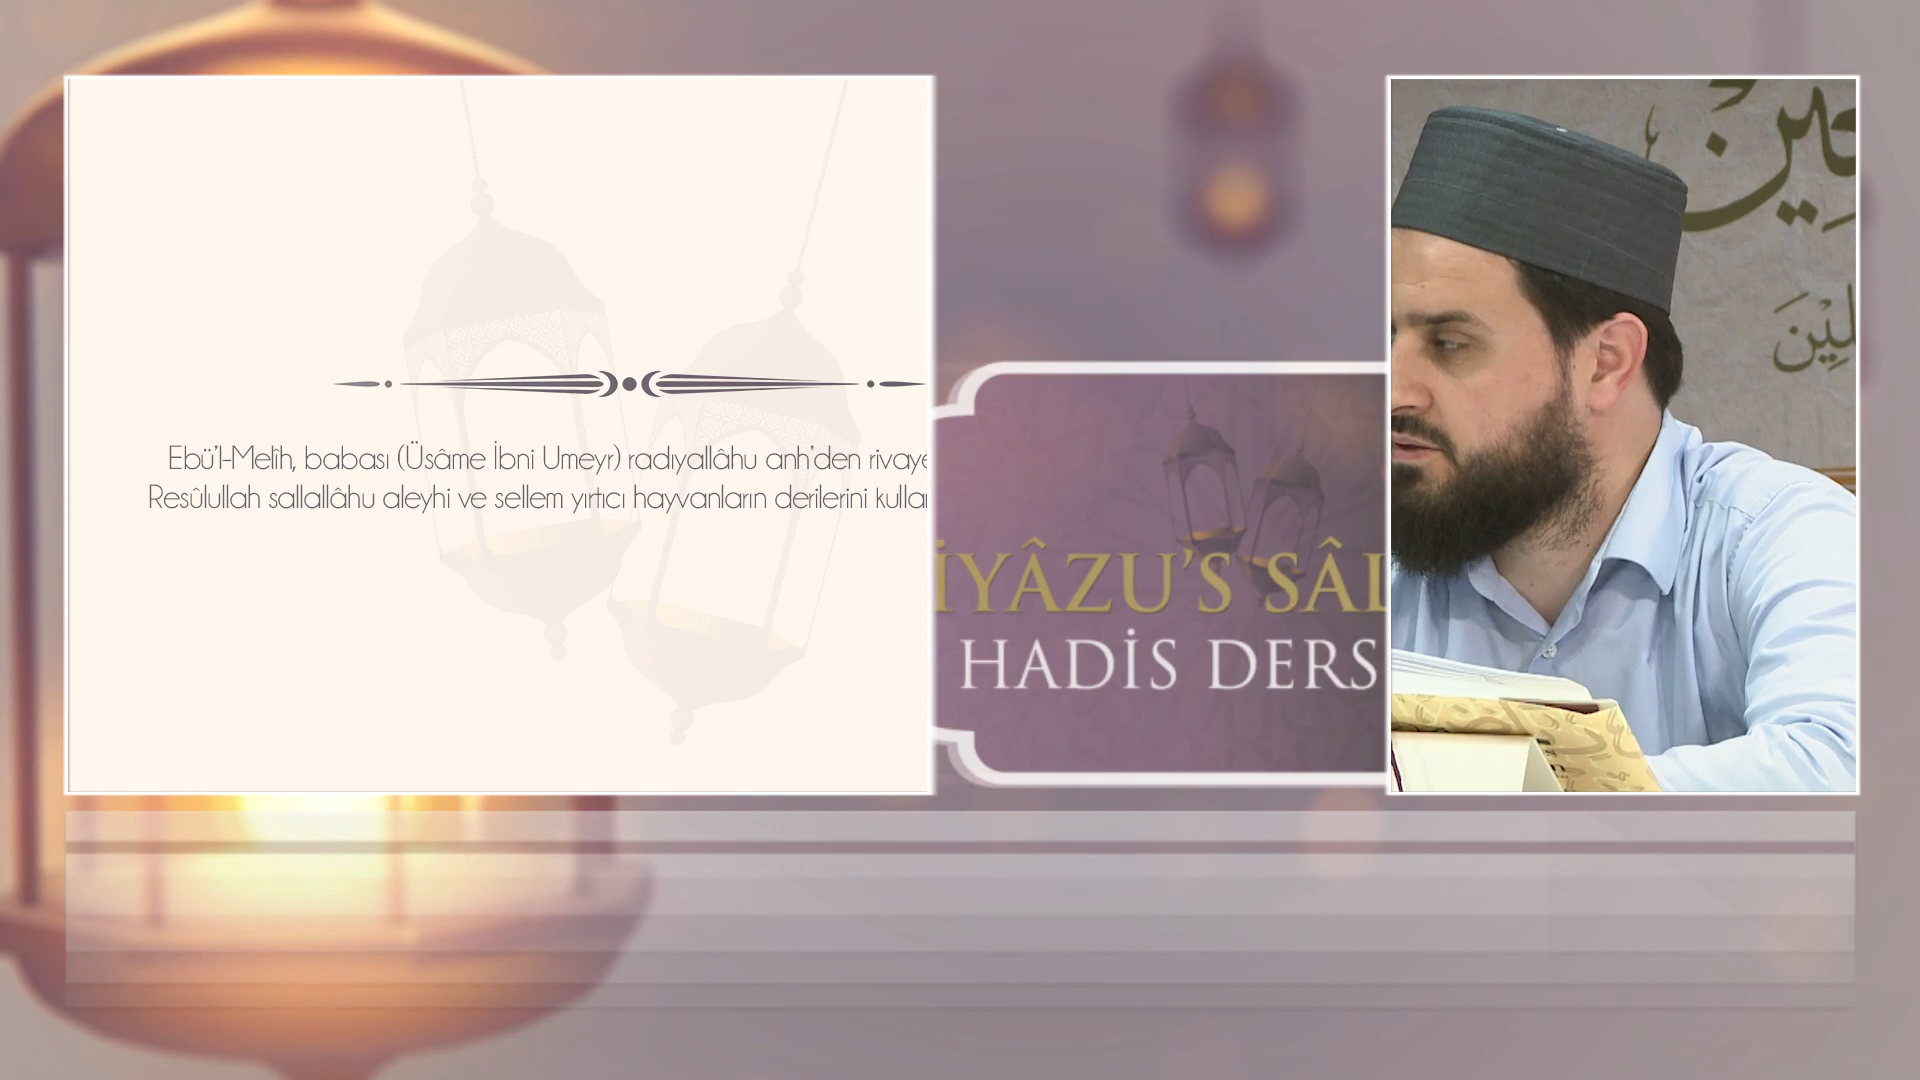 Ebü'l-Melîh, babası (Üsâme İbni Umeyr) radıyallâhu anh'den rivaye
Resûlullah sallallâhu aleyhi ve sellem yırtıcı hayvanların derilerini kullan
İYÂZU'S SÂL
HADİS DERS